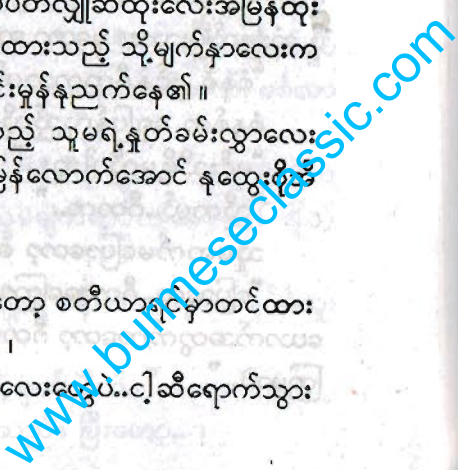 ပတ်လျှိုဆံထုံးလေးအမြန်ထုံး
ထားသည့် သို့မျက်နှာလေးက
းမှုန်နုညက်နေ၏။
သည့် သူမရဲ့နှုတ်ခမ်းလွှာလေး
မြန်လောက်အောင် နုထွေး
တော့ စတီယာရင်မှာတင်ထား
၊
လေးတွေပဲ..ငါ့ဆီရောက်သွား
www.burmeseclassic.com